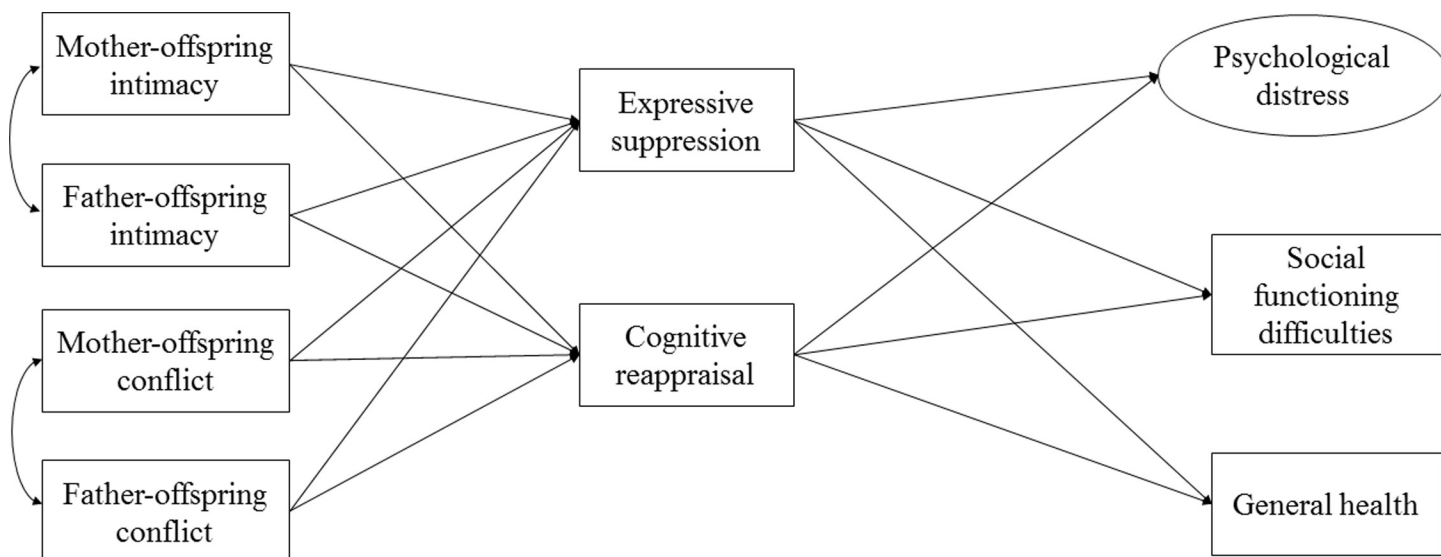 Mother-offspring
intimacy
Father-offspring
intimacy
Mother-offspring
conflict
Father-offspring
conflict
Expressive
suppression
Cognitive
reappraisal
Psychological
distress
Social
functioning
difficulties
General health